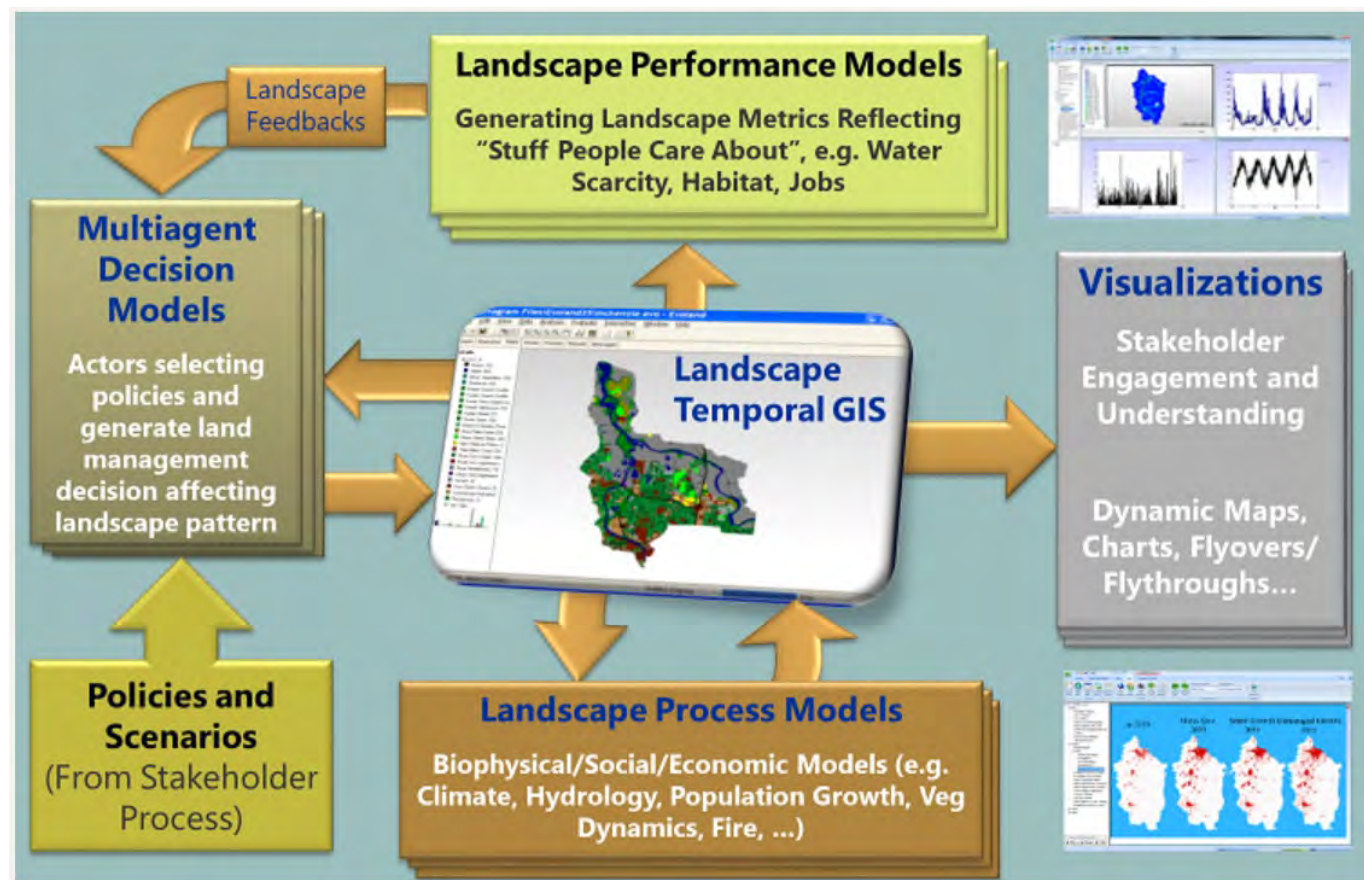 Landscape Performance Models
Generating Landscape Metrics Reflecting
“Stuff People Care About”, e.g. Water
Scarcity, Habitat, Jobs
Landscape
Feedbacks
Multiagent
Decision
Models
Actors selecting
policies and
generate land
management
decision affecting
landscape pattern
Landscape
Temporal GIS
Visualizations
Stakeholder
Engagement and
Understanding
Dynamic Maps,
Charts, Flyovers/
Flythroughs...
Policies and
Scenarios
(From Stakeholder
Process)
Landscape Process Models
Biophysical/Social/Economic Models (e.g.
Climate, Hydrology, Population Growth, Veg
Dynamics, Fire, ...)